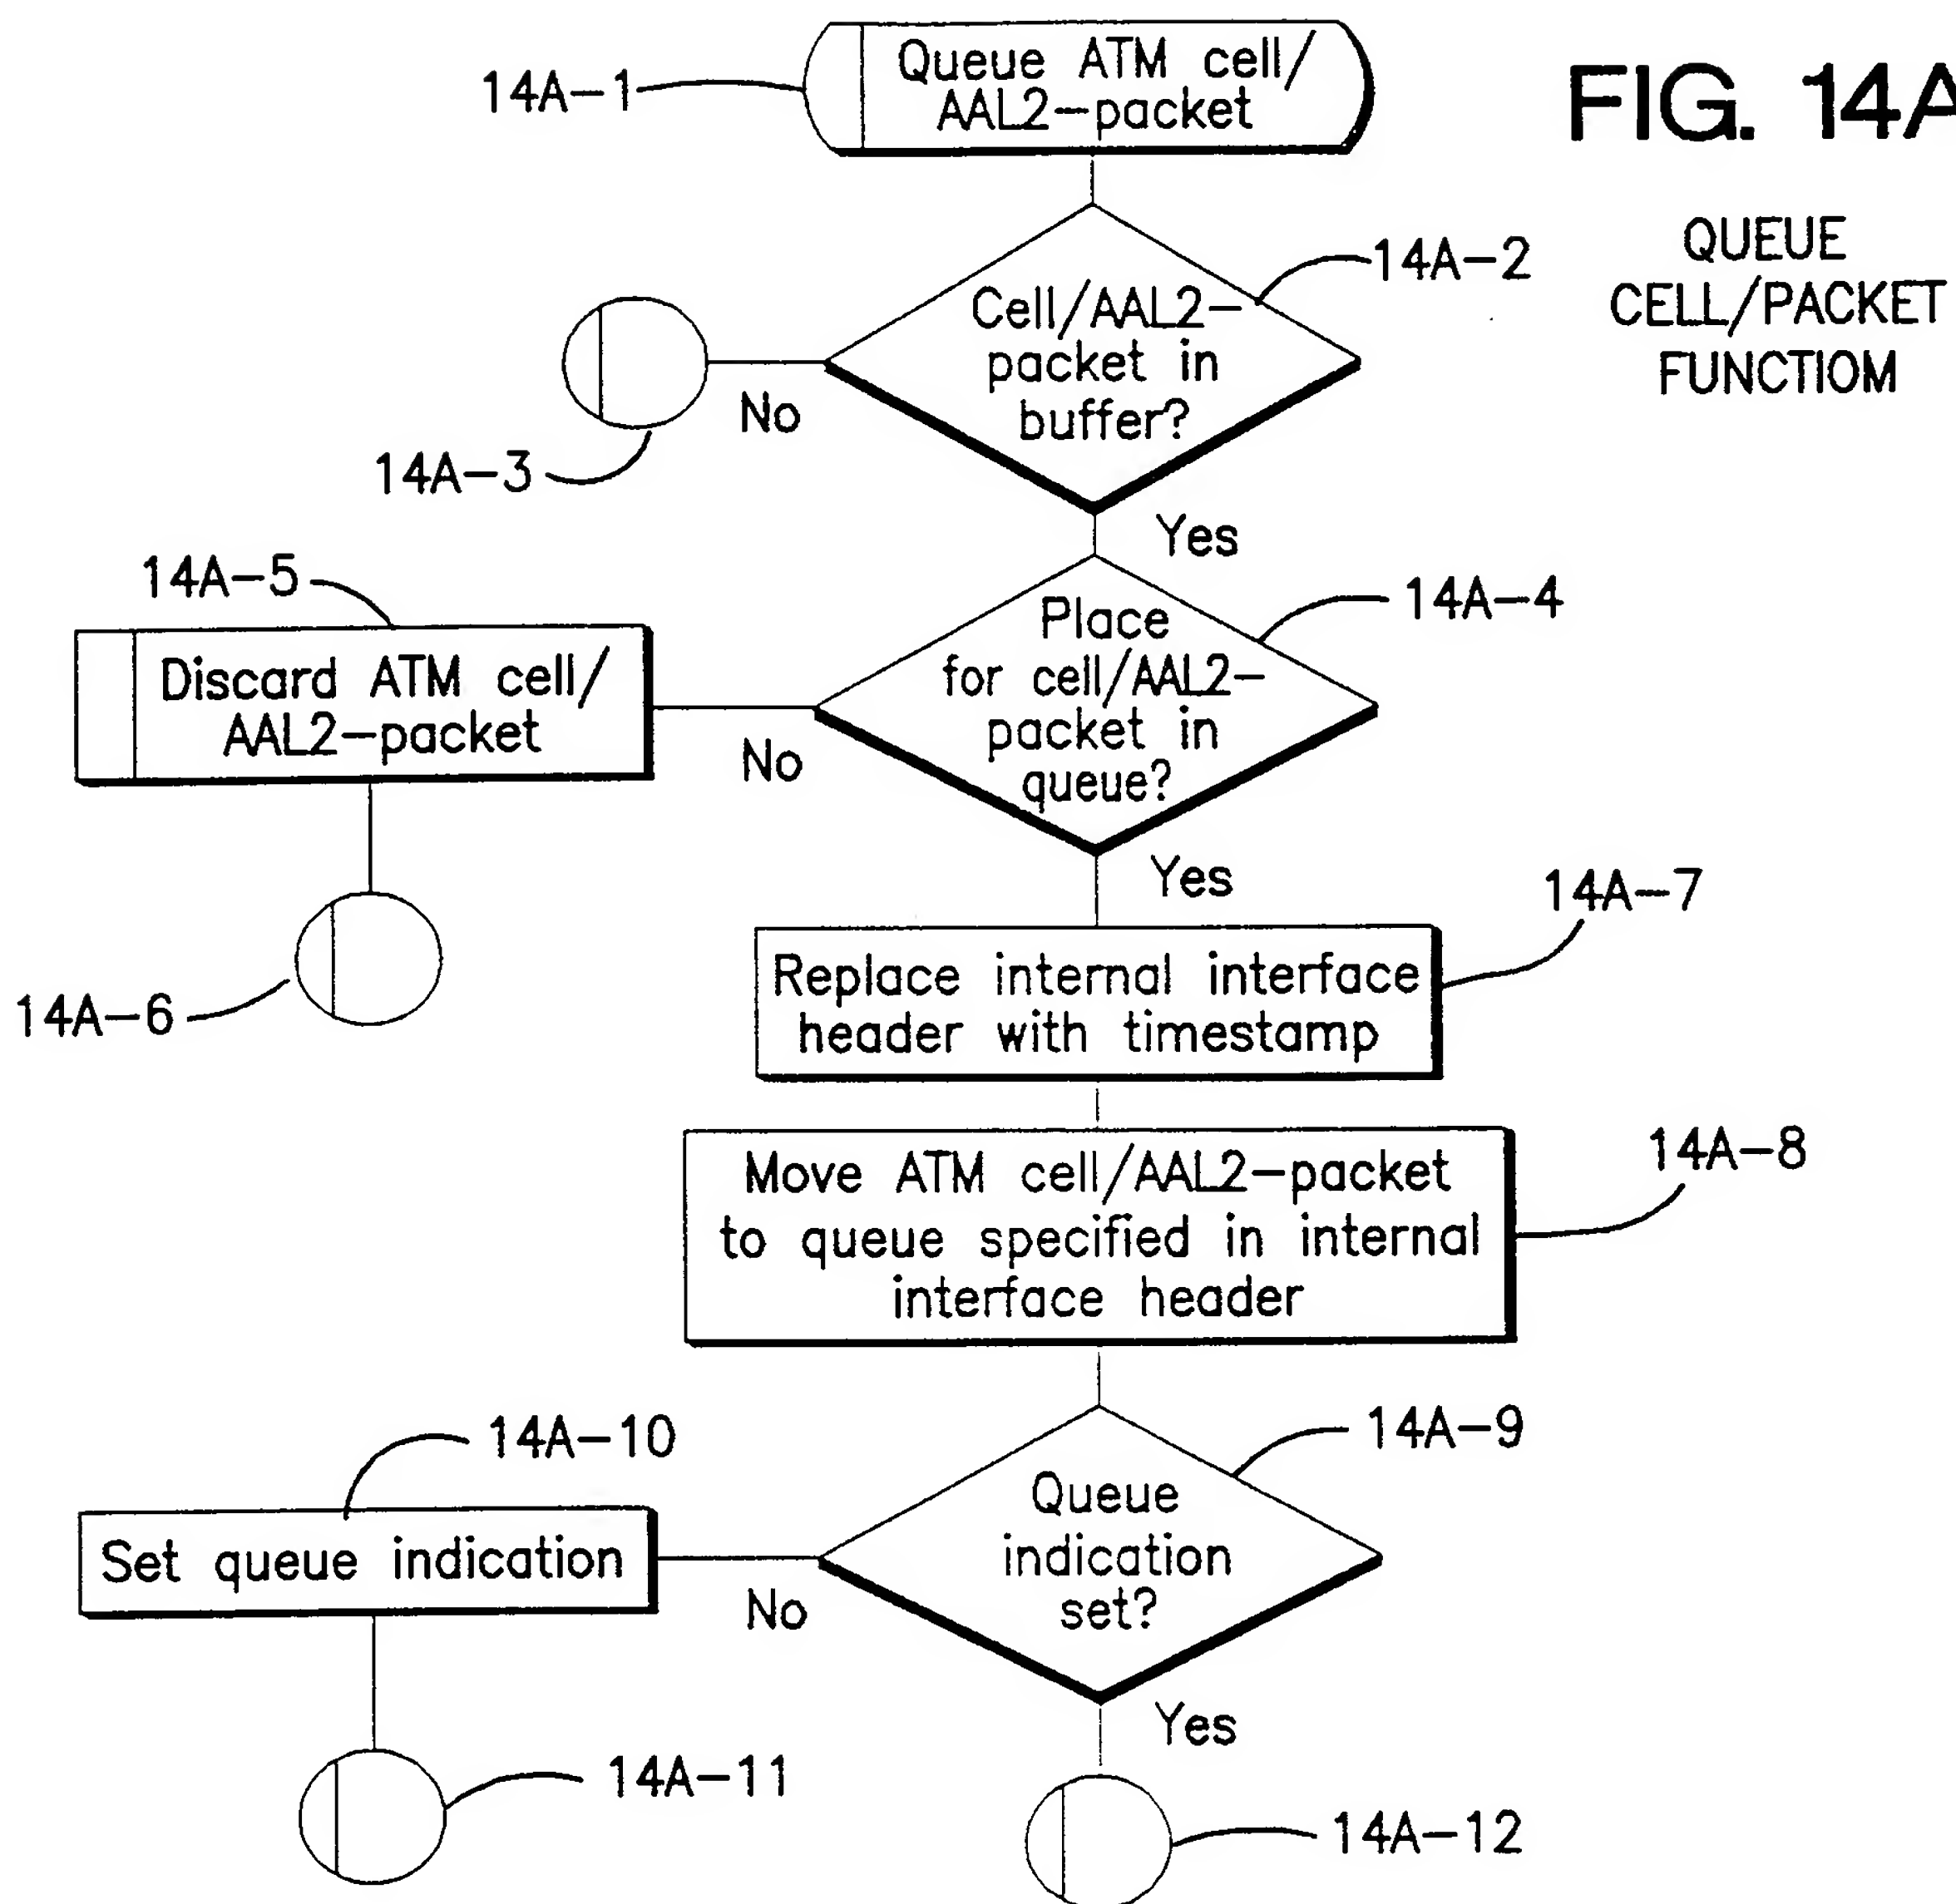 14A-1
Queue ATM cell/
AAL2-packet
FIG. 14A
QUEUE
CELL/PACKET
FUNCTIOM
14A-2
Cell/AAL2-
packet in
buffer?
No
14A-3
Yes
14A-5
14A-4
Place
for cell/AAL2-
packet in
queue?
Discard ATM cell/
AAL2-packet
No
Yes
14A-6
14A-7
Replace internal interface
header with timestamp
14A-8
Move ATM cell/AAL2-packet
to queue specified in internal
interface header
14A-10
14A-9
Queue
indication
set?
Set queue indication
No
Yes
14A-11
14A-12